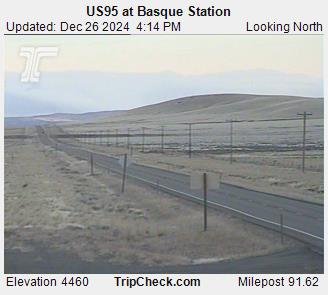 US95 at Basque Station
Updated: Dec 26 2024 4:14 PM Looking North
Elevation 4460 TripCheck.com Milepost 91.62